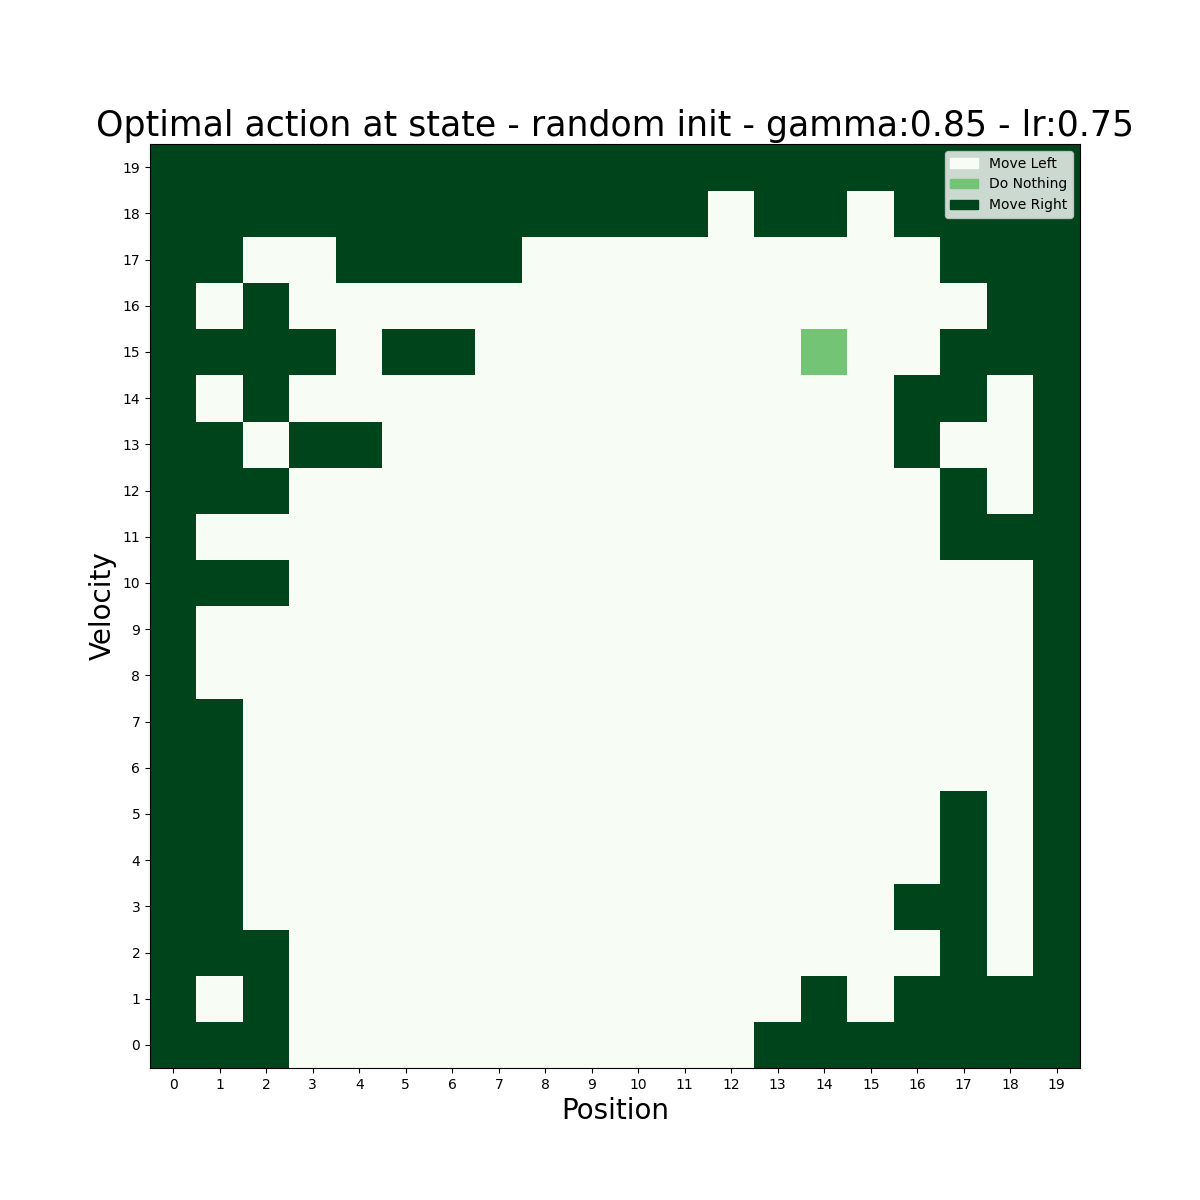 Optimal action at state - random init - gamma:0.85 - lr:0.75
Move Left
Do Nothing
Move Right
19
18
17
16
15
14
13
12
11
10
9
8
7
6
5
4
3
2
1
0
Velocity
0 1 2 3 4 5 6 7 8 9 10 11 12 13 14 15 16 17 18 19
Position